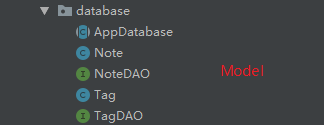 database
AppDatabase
Note
NoteDAO
Model
Tag
TagDAO